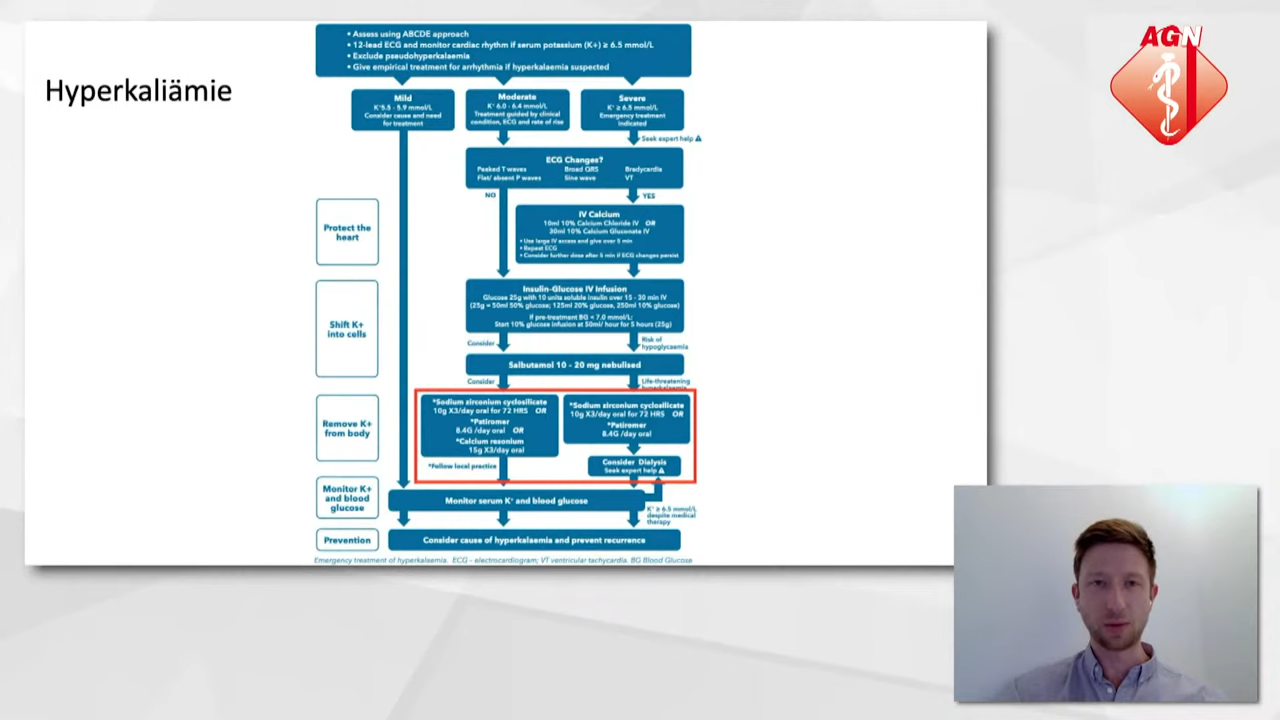 AGN
Hyperkaliämie
• Assess using ABCDE approach
• 12-lead ECG and monitor cardiac rhythm if serum potassium (K+) ≥ 6.5 mmol/L
• Exclude pseudohyperkalaemia
• Give empirical treatment for arrhythmia if hyperkalaemia suspected
Mild
K⁺5.5 - 5.9 mmol/L
Consider cause and need
for treatment
Moderate
K⁺ 6.0 - 6.4 mmol/L
Treatment guided by clinical
condition, ECG and rate of rise
Severe
K⁺ ≥ 6.5 mmol/L
Emergency treatment
indicated
Seek expert help
ECG Changes?
Peaked T waves Broad QRS Bradycardia
Flat/ absent P waves Sine wave VT
NO
YES
Protect the
heart
IV Calcium
10ml 10% Calcium Chloride IV OR
30ml 10% Calcium Gluconate IV
• Use large IV access and give over 5 min
• Repeat ECG
• Consider further dose after 5 min if ECG changes persist
Shift K+
into cells
Insulin-Glucose IV Infusion
Glucose 25g with 10 units soluble insulin over 15 - 30 min IV
(25g = 50ml 50% glucose; 125ml 20% glucose, 250ml 10% glucose)
If pre-treatment BG < 7.0 mmol/L:
Start 10% glucose infusion at 50ml/ hour for 5 hours (25g)
Consider
Risk of
hypoglycaemia
Salbutamol 10 - 20 mg nebulised
Consider
Life-threatening
hyperkalaemia
Remove K+
from body
*Sodium zirconium cyclosilicate
10g X3/day oral for 72 HRS OR
*Patiromer
8.4G /day oral OR
*Calcium resonium
15g X3/day oral
*Follow local practice
*Sodium zirconium cyclosilicate
10g X3/day oral for 72 HRS OR
*Patiromer
8.4G /day oral
Consider Dialysis
Seek expert help
Monitor K+
and blood
glucose
Monitor serum K⁺ and blood glucose
K⁺ ≥ 6.5 mmol/L
despite medical
therapy
Prevention
Consider cause of hyperkalaemia and prevent recurrence
Emergency treatment of hyperkalaemia. ECG - electrocardiogram; VT ventricular tachycardia. BG Blood Glucose